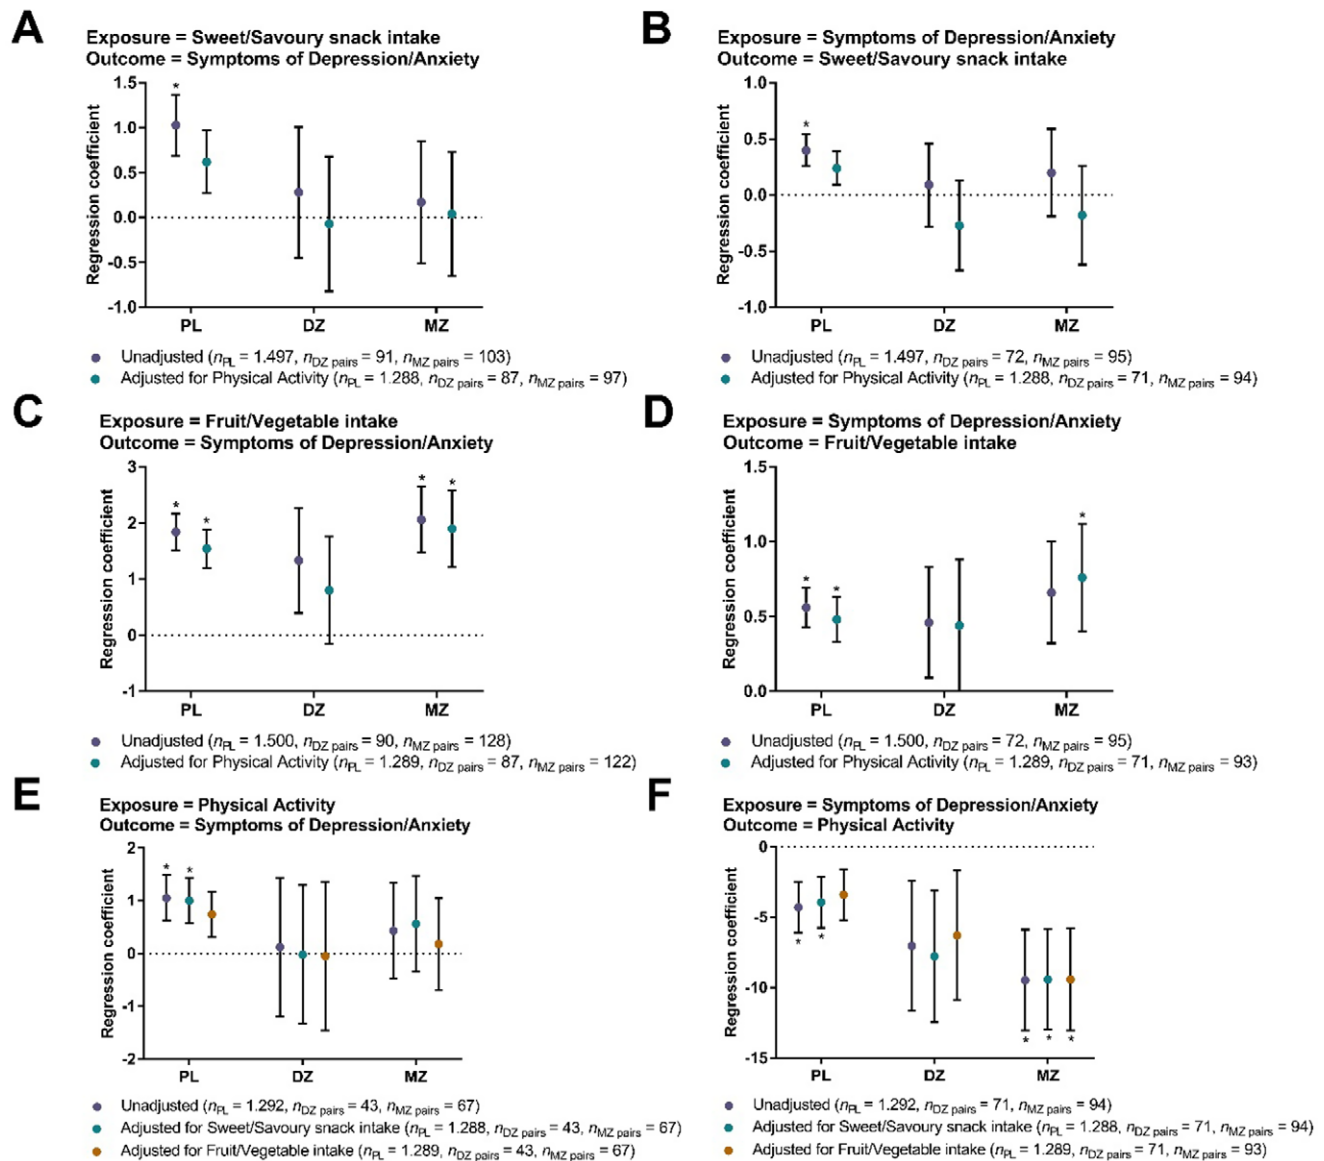 A
Exposure = Sweet/Savoury snack intake
Outcome = Symptoms of Depression/Anxiety
Regression coefficient
1.5
1.0
0.5
0.0
-0.5
-1.0
*
PL DZ MZ
Unadjusted (nPL = 1.497, nDZ pairs = 91, nMZ pairs = 103)
Adjusted for Physical Activity (nPL = 1.288, nDZ pairs = 87, nMZ pairs = 97)
B
Exposure = Symptoms of Depression/Anxiety
Outcome = Sweet/Savoury snack intake
Regression coefficient
1.0
0.5
0.0
-0.5
-1.0
*
PL DZ MZ
Unadjusted (nPL = 1.497, nDZ pairs = 72, nMZ pairs = 95)
Adjusted for Physical Activity (nPL = 1.288, nDZ pairs = 71, nMZ pairs = 94)
C
Exposure = Fruit/Vegetable intake
Outcome = Symptoms of Depression/Anxiety
Regression coefficient
3
2
1
0
-1
* * * *
PL DZ MZ
Unadjusted (nPL = 1.500, nDZ pairs = 90, nMZ pairs = 128)
Adjusted for Physical Activity (nPL = 1.289, nDZ pairs = 87, nMZ pairs = 122)
D
Exposure = Symptoms of Depression/Anxiety
Outcome = Fruit/Vegetable intake
Regression coefficient
1.5
1.0
0.5
0.0
* * *
PL DZ MZ
Unadjusted (nPL = 1.500, nDZ pairs = 72, nMZ pairs = 95)
Adjusted for Physical Activity (nPL = 1.289, nDZ pairs = 71, nMZ pairs = 93)
E
Exposure = Physical Activity
Outcome = Symptoms of Depression/Anxiety
Regression coefficient
2
1
0
-1
-2
* *
PL DZ MZ
Unadjusted (nPL = 1.292, nDZ pairs = 43, nMZ pairs = 67)
Adjusted for Sweet/Savoury snack intake (nPL = 1.288, nDZ pairs = 43, nMZ pairs = 67)
Adjusted for Fruit/Vegetable intake (nPL = 1.289, nDZ pairs = 43, nMZ pairs = 67)
F
Exposure = Symptoms of Depression/Anxiety
Outcome = Physical Activity
Regression coefficient
0
-5
-10
-15
* * * * *
PL DZ MZ
Unadjusted (nPL = 1.292, nDZ pairs = 71, nMZ pairs = 94)
Adjusted for Sweet/Savoury snack intake (nPL = 1.288, nDZ pairs = 71, nMZ pairs = 94)
Adjusted for Fruit/Vegetable intake (nPL = 1.289, nDZ pairs = 71, nMZ pairs = 93)